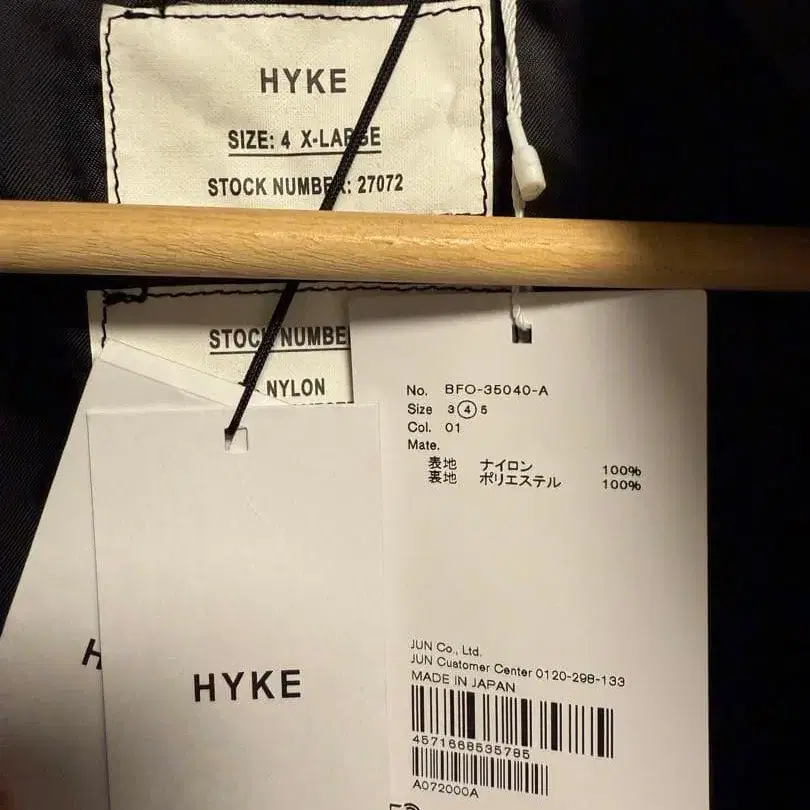 HYKE
SIZE: 4 X-LARGE
STOCK NUMBER: 27072
STOCK NUMBE
NYLON
No. BFO-35040-A
Size 3 4 5
Col. 01
Mate.
表地 ナイロン 100%
裏地 ポリエステル 100%
JUN Co., Ltd.
JUN Customer Center 0120-298-133
MADE IN JAPAN
4571668535785
A072000A
H
HYKE